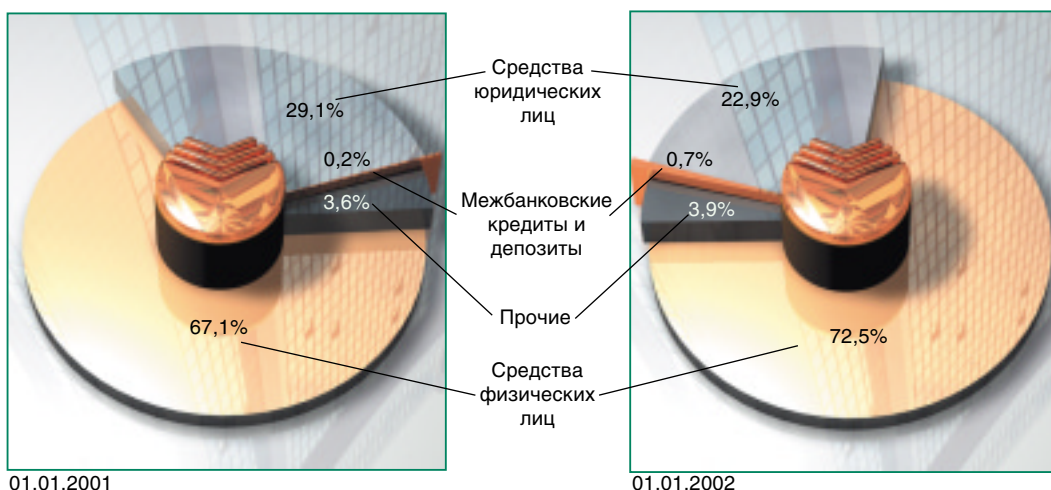 Средства
юридических
лиц
29,1%
22,9%
0,2%
0,7%
Межбанковские
кредиты и
депозиты
3,6%
3,9%
Прочие
67,1%
72,5%
Средства
физических
лиц
01.01.2001
01.01.2002